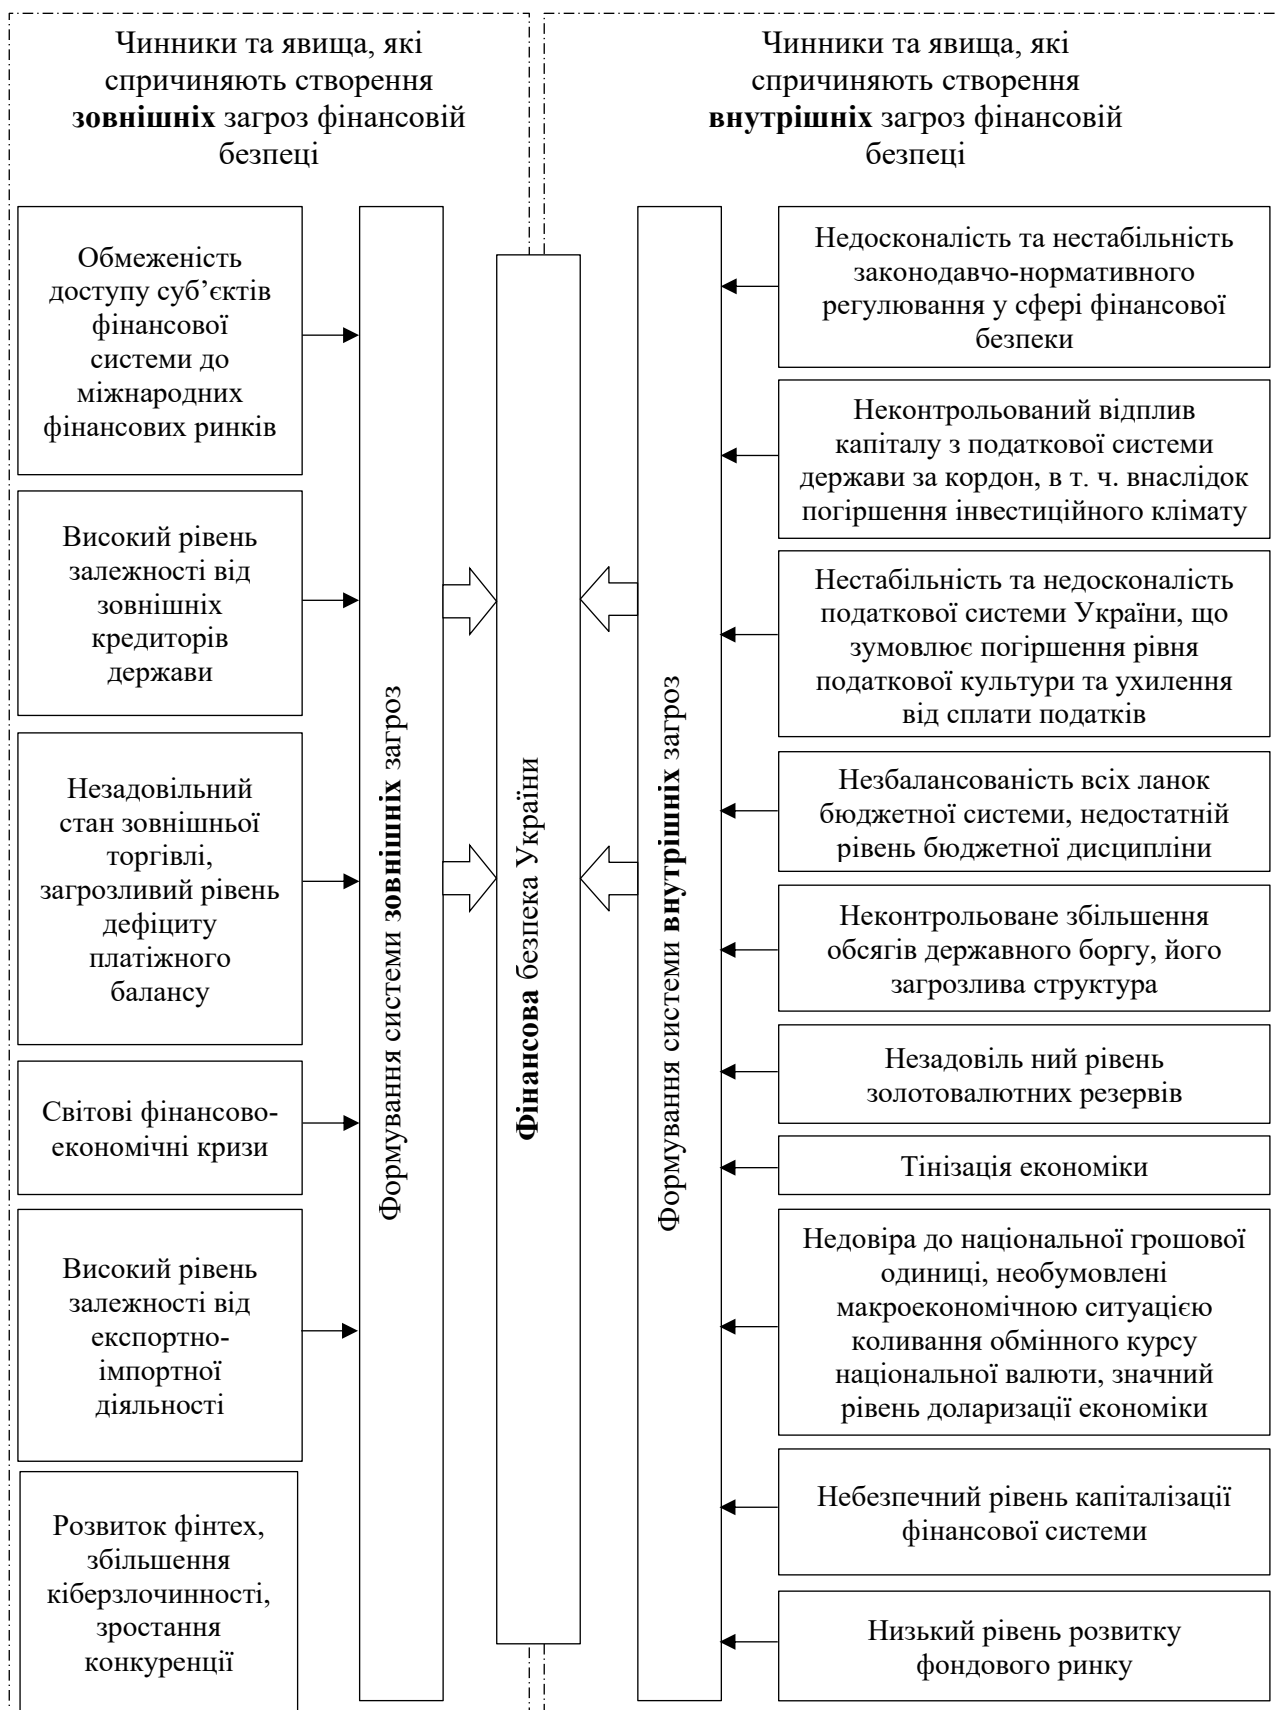 Чинники та явища, які
спричиняють створення
зовнішніх загроз фінансовій
безпеці
Обмеженість
доступу суб’єктів
фінансової
системи до
міжнародних
фінансових ринків
Високий рівень
залежності від
зовнішніх
кредиторів
держави
Незадовільний
стан зовнішньої
торгівлі,
загрозливий рівень
дефіциту
платіжного
балансу
Світові фінансово-
економічні кризи
Високий рівень
залежності від
експортно-
імпортної
діяльності
Розвиток фінтех,
збільшення
кіберзлочинності,
зростання
конкуренції
Формування системи зовнішніх загроз
Фінансова безпека України
Формування системи внутрішніх загроз
Чинники та явища, які
спричиняють створення
внутрішніх загроз фінансовій
безпеці
Недосконалість та нестабільність
законодавчо-нормативного
регулювання у сфері фінансової
безпеки
Неконтрольований відплив
капіталу з податкової системи
держави за кордон, в т. ч. внаслідок
погіршення інвестиційного клімату
Нестабільність та недосконалість
податкової системи України, що
зумовлює погіршення рівня
податкової культури та ухилення
від сплати податків
Незбалансованість всіх ланок
бюджетної системи, недостатній
рівень бюджетної дисципліни
Неконтрольоване збільшення
обсягів державного боргу, його
загрозлива структура
Незадовіль ний рівень
золотовалютних резервів
Тінізація економіки
Недовіра до національної грошової
одиниці, необумовлені
макроекономічною ситуацією
коливання обмінного курсу
національної валюти, значний
рівень доларизації економіки
Небезпечний рівень капіталізації
фінансової системи
Низький рівень розвитку
фондового ринку